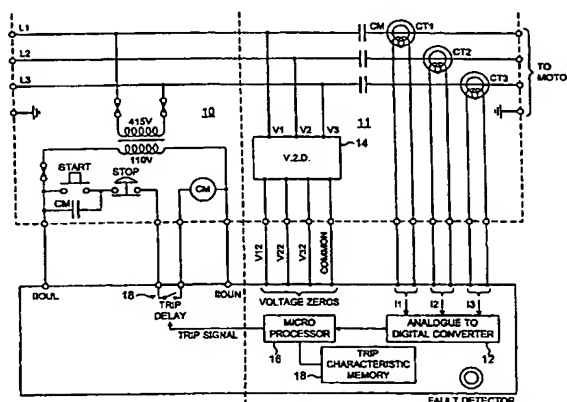 L1
CM
CT1
L2
CT2
L3
CT3
TO
MOTO
10
11
415V
110V
V1
V2
V3
14
V.Z.D.
START
STOP
CM
CM
V12
V22
V32
COMMON
18
TRIP
DELAY
VOLTAGE ZEROS
I1
I2
I3
TRIP SIGNAL
MICRO
PROCESSOR
ANALOGUE TO
DIGITAL CONVERTER
16
12
TRIP
CHARACTERISTIC
MEMORY
18
FAULT DETECTOR